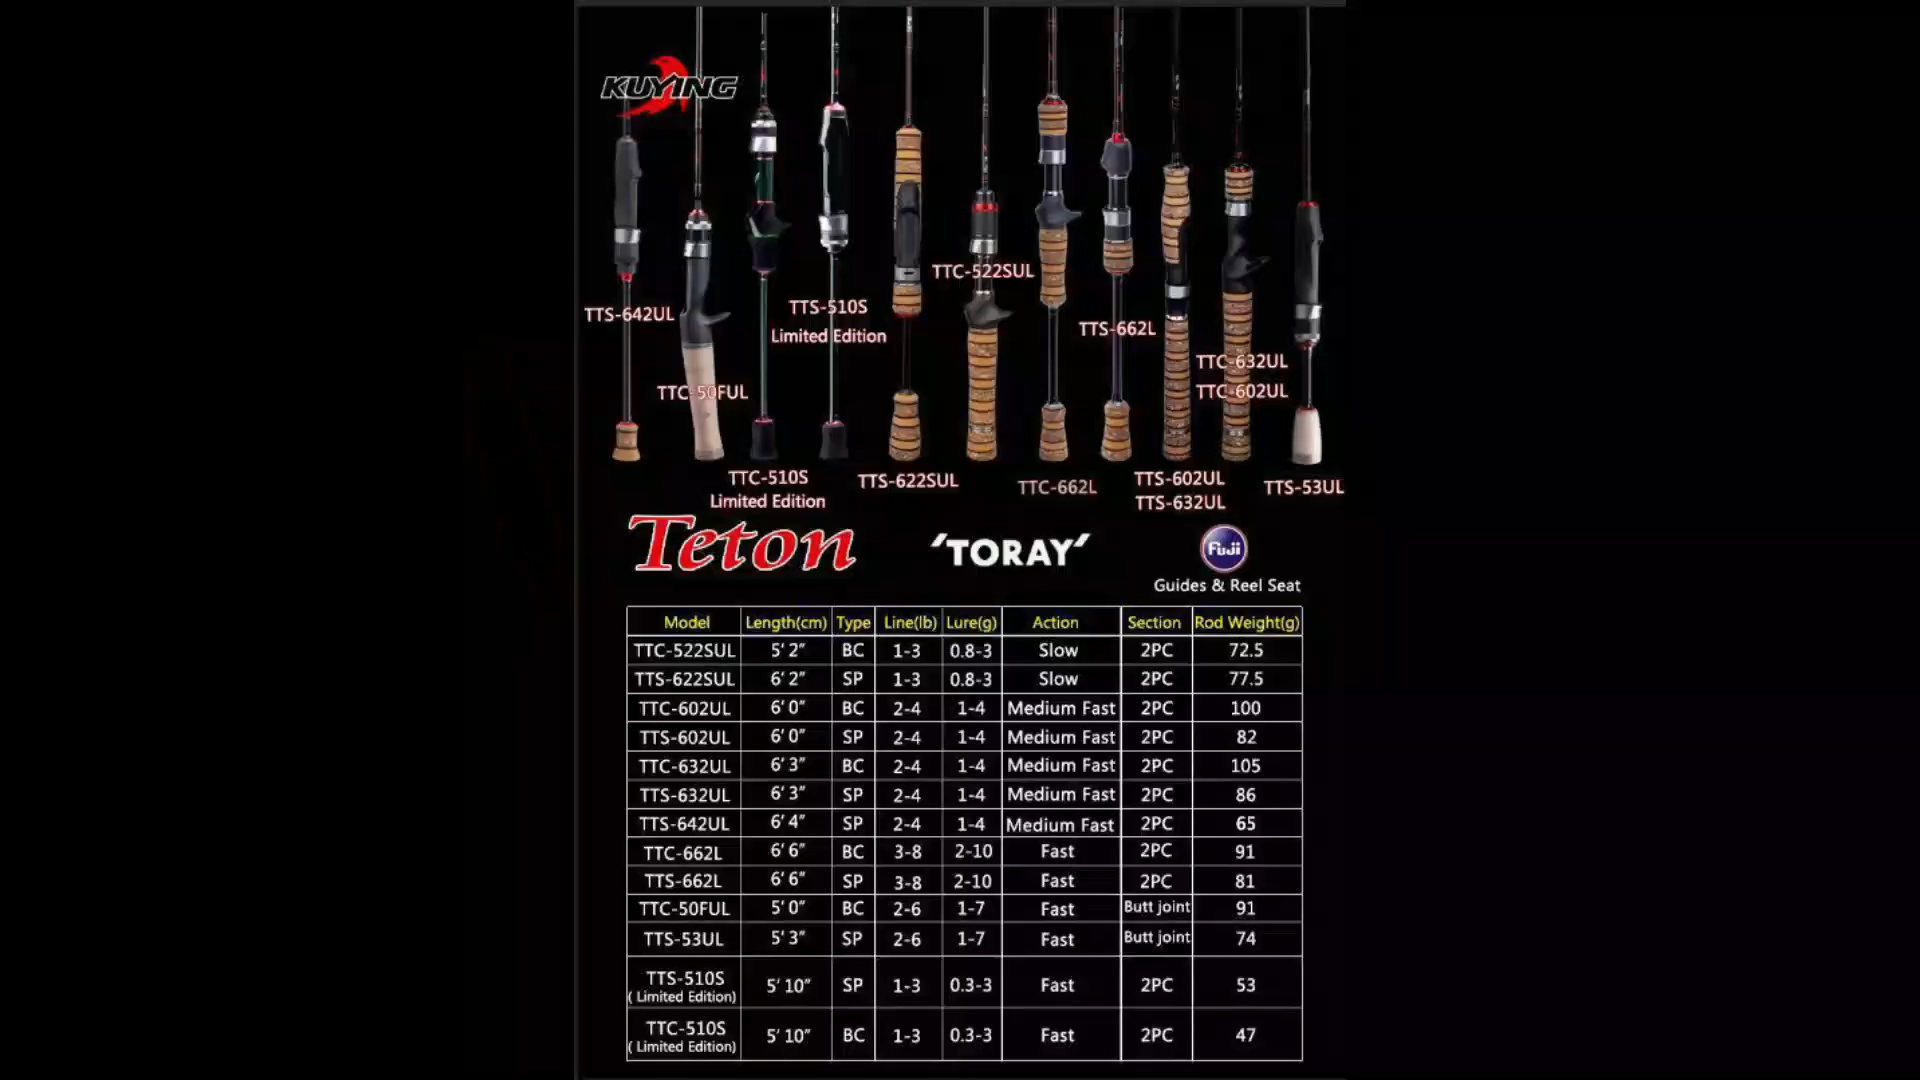 KUYING
TTC-522SUL
TTS-510S
Limited Edition
TTS-642UL
TTS-662L
TTC-632UL
TTC-602UL
TTC-50FUL
TTC-510S
Limited Edition
TTS-622SUL
TTC-662L
TTS-602UL
TTS-632UL
TTS-53UL
Teton
'TORAY'
Fuji
Guides & Reel Seat
Model Length(cm) Type Line(lb) Lure(g) Action Section Rod Weight(g)
TTC-522SUL 5' 2" BC 1-3 0.8-3 Slow 2PC 72.5
TTS-622SUL 6' 2" SP 1-3 0.8-3 Slow 2PC 77.5
TTC-602UL 6' 0" BC 2-4 1-4 Medium Fast 2PC 100
TTS-602UL 6' 0" SP 2-4 1-4 Medium Fast 2PC 82
TTC-632UL 6' 3" BC 2-4 1-4 Medium Fast 2PC 105
TTS-632UL 6' 3" SP 2-4 1-4 Medium Fast 2PC 86
TTS-642UL 6' 4" SP 2-4 1-4 Medium Fast 2PC 65
TTC-662L 6' 6" BC 3-8 2-10 Fast 2PC 91
TTS-662L 6' 6" SP 3-8 2-10 Fast 2PC 81
TTC-50FUL 5' 0" BC 2-6 1-7 Fast Butt joint 91
TTS-53UL 5' 3" SP 2-6 1-7 Fast Butt joint 74
TTS-510S
( Limited Edition) 5' 10" SP 1-3 0.3-3 Fast 2PC 53
TTC-510S
( Limited Edition) 5' 10" BC 1-3 0.3-3 Fast 2PC 47